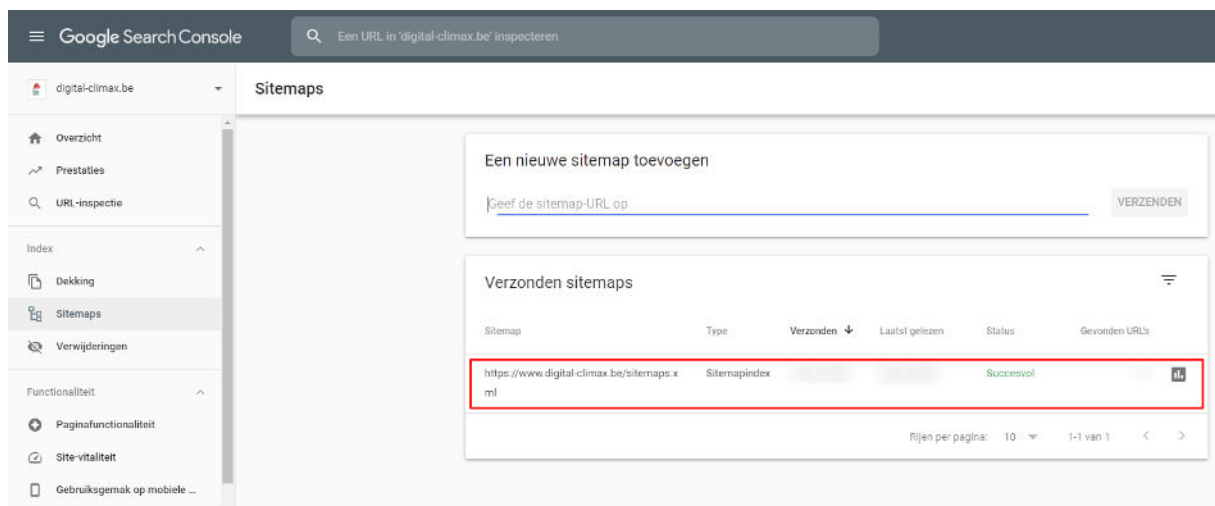 Google Search Console
Een URL in 'digital-climax.be' inspecteren
digital-climax.be
Sitemaps
Overzicht
Prestaties
URL-inspectie
Index
Dekking
Sitemaps
Verwijderingen
Functionaliteit
Paginafunctionaliteit
Site-vitaliteit
Gebruiksgemak op mobiele ...
Een nieuwe sitemap toevoegen
Geef de sitemap-URL op
VERZENDEN
Verzonden sitemaps
Sitemap Type Verzonden Laatst gelezen Status Gevonden URL's
https://www.digital-climax.be/sitemaps.x Sitemapindex Succesvol
ml
Rijen per pagina: 10 1-1 van 1